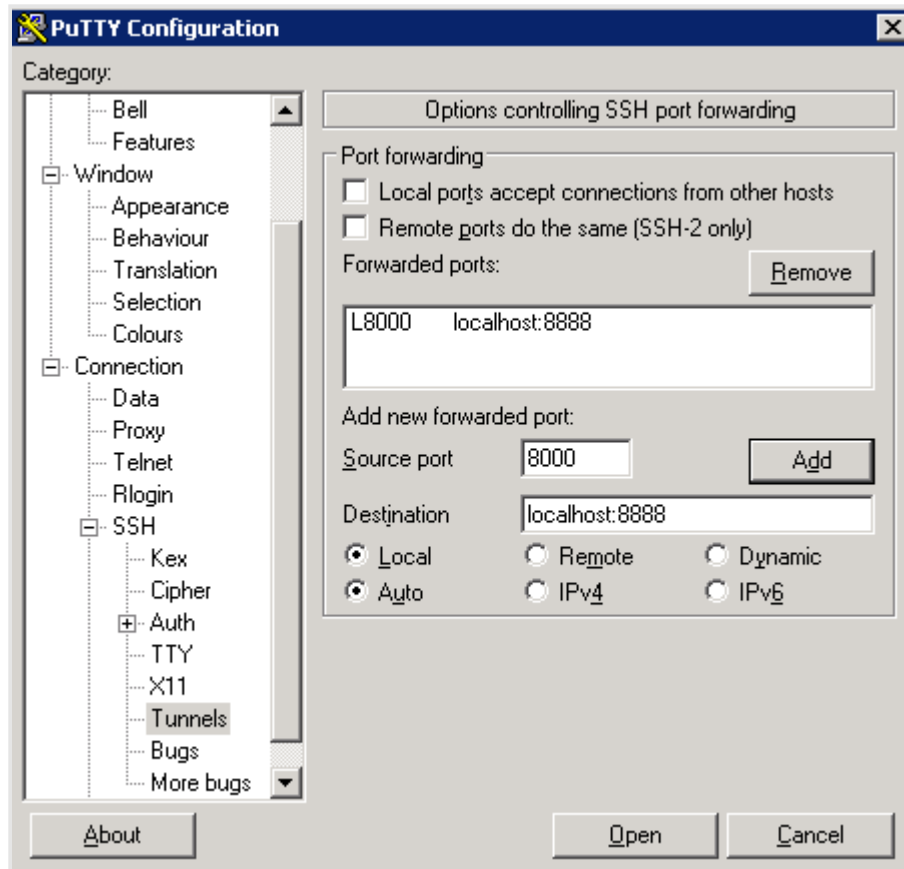 PuTTY Configuration
Category:
Bell
Features
Window
Appearance
Behaviour
Translation
Selection
Colours
Connection
Data
Proxy
Telnet
Rlogin
SSH
Kex
Cipher
Auth
TTY
X11
Tunnels
Bugs
More bugs
Options controlling SSH port forwarding
Port forwarding
Local ports accept connections from other hosts
Remote ports do the same (SSH-2 only)
Forwarded ports:
Remove
L8000 localhost:8888
Add new forwarded port:
Source port 8000 Add
Destination localhost:8888
Local Remote Dynamic
Auto IPv4 IPv6
About Open Cancel